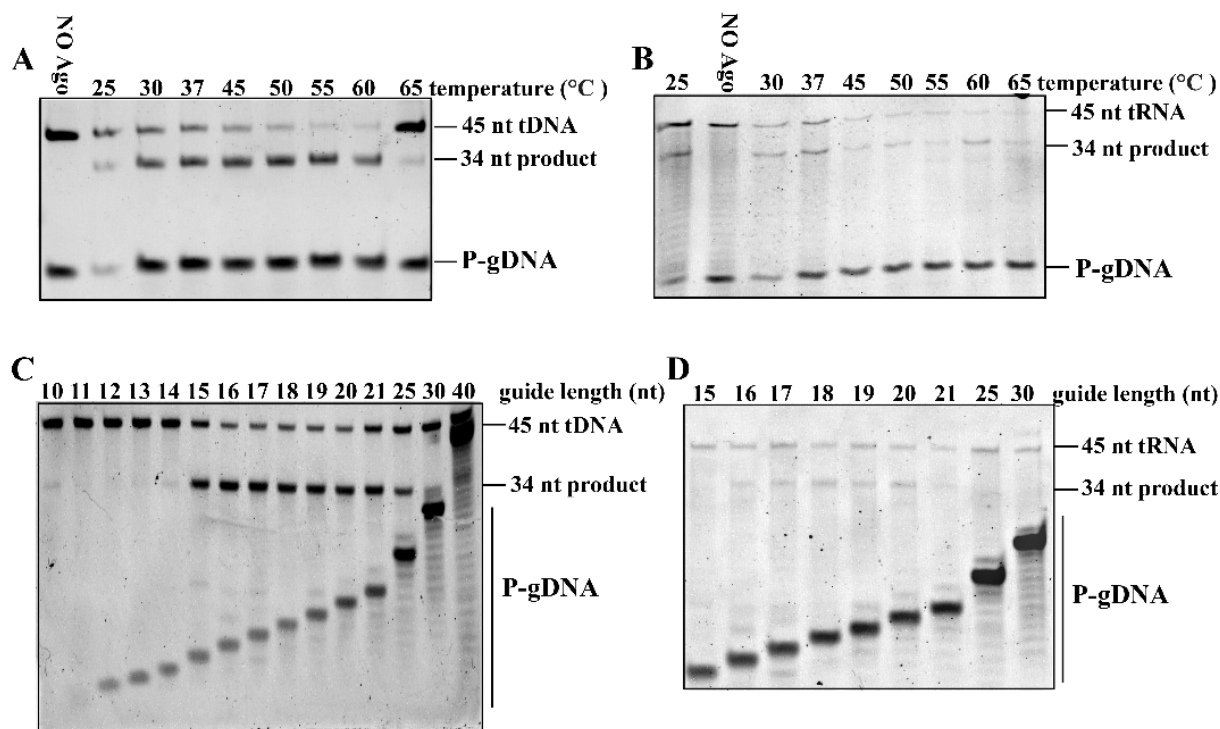 A
NO Ago 25 30 37 45 50 55 60 65 temperature (°C )
45 nt tDNA
34 nt product
P-gDNA
B
25 NO Ago 30 37 45 50 55 60 65 temperature (°C )
45 nt tRNA
34 nt product
P-gDNA
C
10 11 12 13 14 15 16 17 18 19 20 21 25 30 40 guide length (nt)
45 nt tDNA
34 nt product
P-gDNA
D
15 16 17 18 19 20 21 25 30 guide length (nt)
45 nt tRNA
34 nt product
P-gDNA